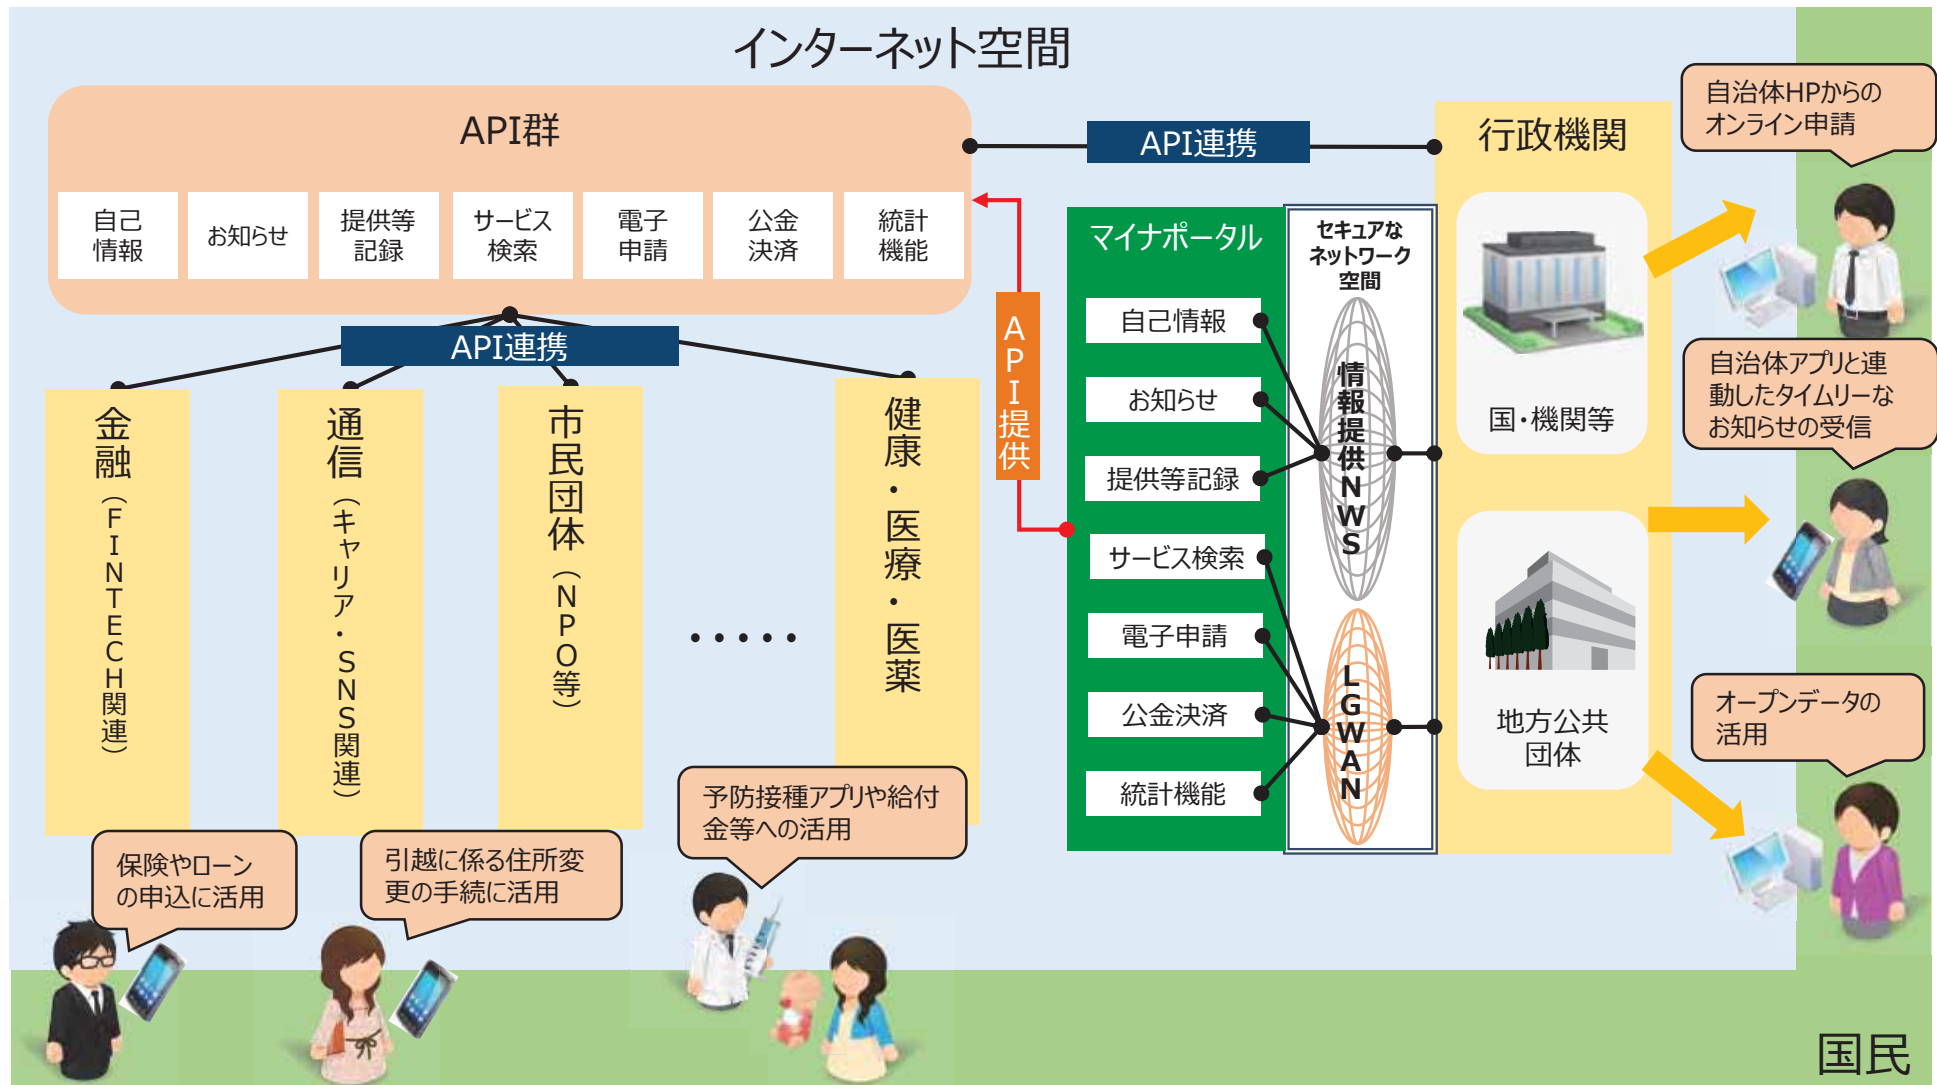 インターネット空間
API群
自己
情報
お知らせ
提供等
記録
サービス
検索
電子
申請
公金
決済
統計
機能
API連携
API連携
金融（FINTECH関連）
通信（キャリア・SNS関連）
市民団体（NPO等）
・・・・・
健康・医療・医薬
API提供
マイナポータル
自己情報
お知らせ
提供等記録
サービス検索
電子申請
公金決済
統計機能
セキュアな
ネットワーク
空間
情報提供NWS
LGWAN
行政機関
国・機関等
地方公共
団体
自治体HPからの
オンライン申請
自治体アプリと連
動したタイムリーな
お知らせの受信
オープンデータの
活用
保険やローン
の申込に活用
引越に係る住所変
更の手続に活用
予防接種アプリや給付
金等への活用
国民